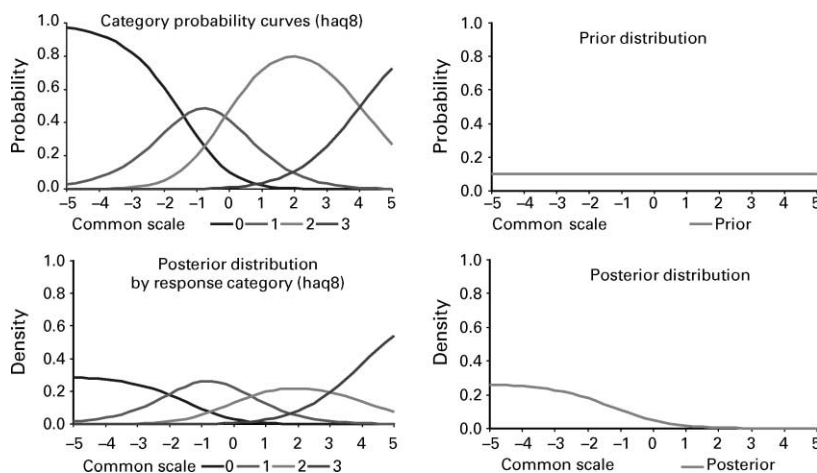 Category probability curves (haq8)
Probability
1.0
0.8
0.6
0.4
0.2
0.0
–5 –4 –3 –2 –1 0 1 2 3 4 5
Common scale 0 1 2 3
Prior distribution
Probability
1.0
0.8
0.6
0.4
0.2
0.0
–5 –4 –3 –2 –1 0 1 2 3 4 5
Common scale Prior
Posterior distribution
by response category (haq8)
Density
1.0
0.8
0.6
0.4
0.2
0.0
–5 –4 –3 –2 –1 0 1 2 3 4 5
Common scale 0 1 2 3
Posterior distribution
Density
1.0
0.8
0.6
0.4
0.2
0.0
–5 –4 –3 –2 –1 0 1 2 3 4 5
Common scale Posterior